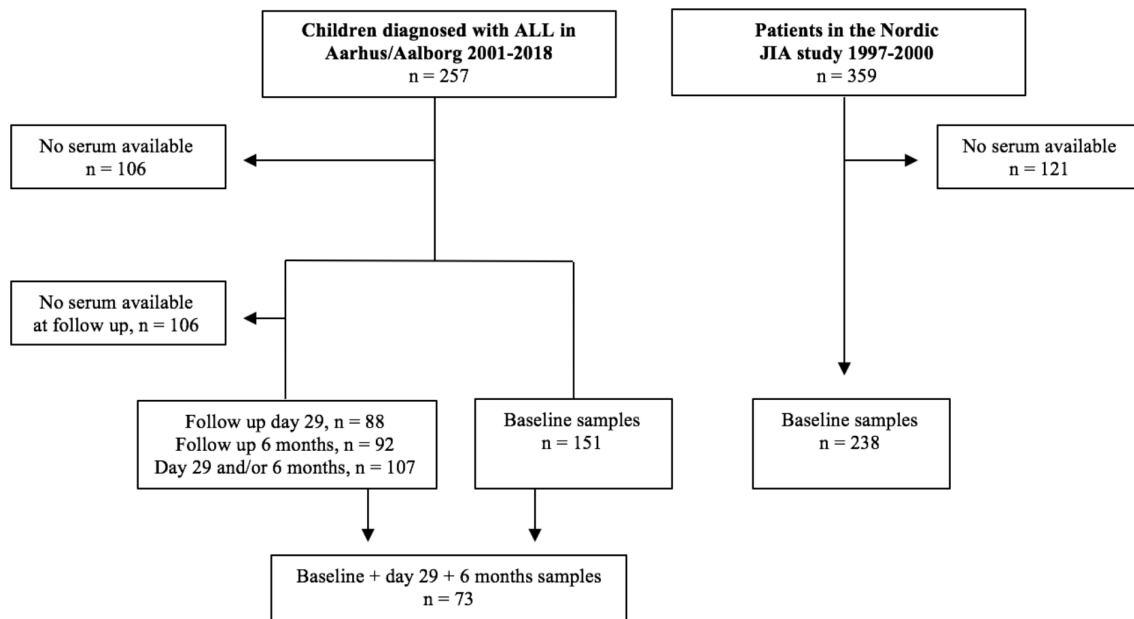 Children diagnosed with ALL in
Aarhus/Aalborg 2001-2018
n = 257
Patients in the Nordic
JIA study 1997-2000
n = 359
No serum available
n = 106
No serum available
n = 121
No serum available
at follow up, n = 106
Follow up day 29, n = 88
Follow up 6 months, n = 92
Day 29 and/or 6 months, n = 107
Baseline samples
n = 151
Baseline samples
n = 238
Baseline + day 29 + 6 months samples
n = 73